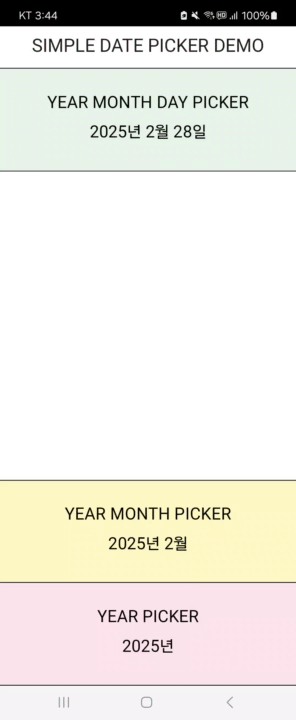 KT 3:44
100%
SIMPLE DATE PICKER DEMO
YEAR MONTH DAY PICKER
2025년 2월 28일
YEAR MONTH PICKER
2025년 2월
YEAR PICKER
2025년